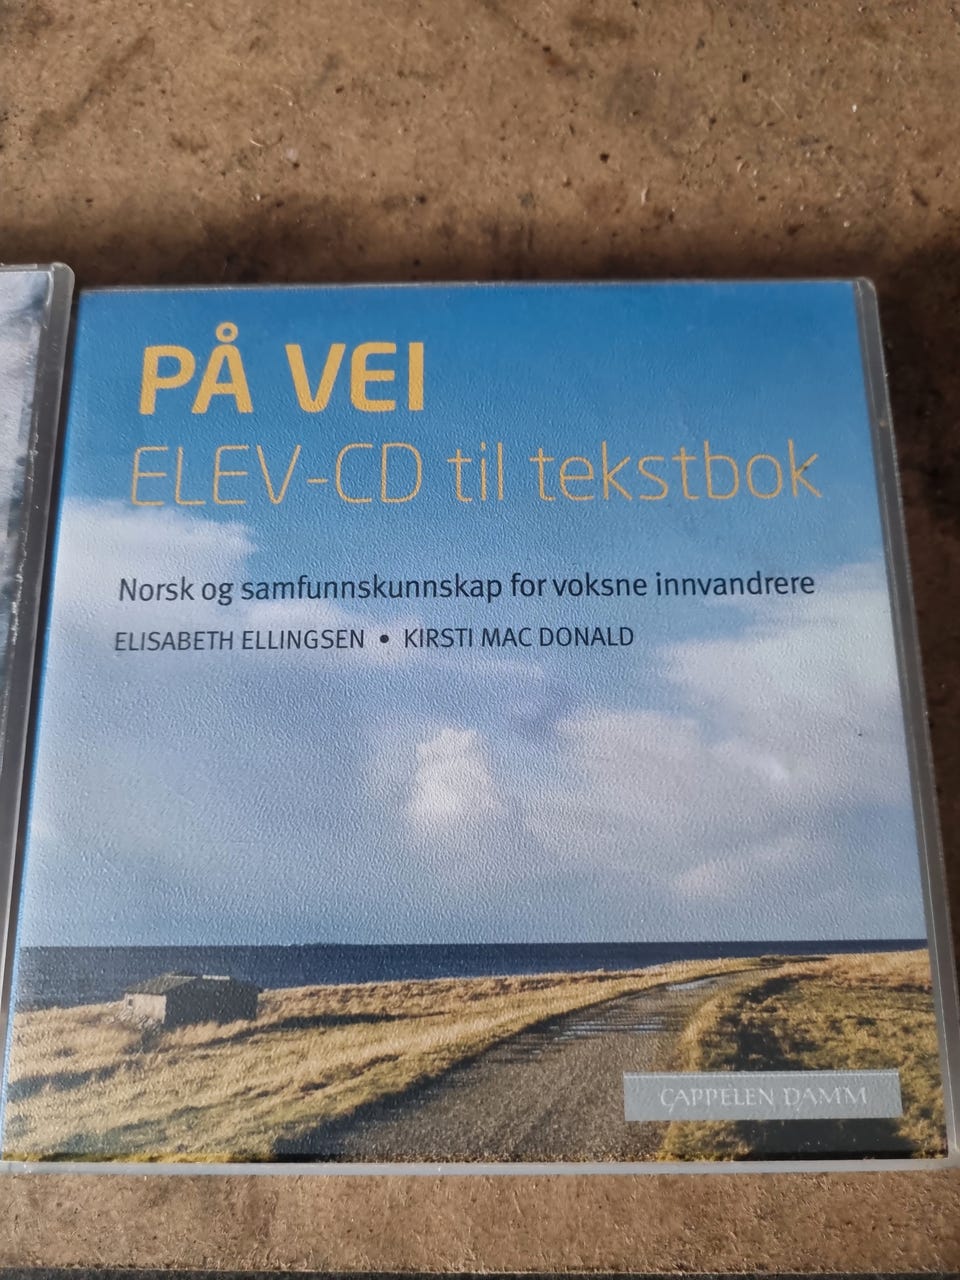 PÅ VEI
ELEV-CD til tekstbok
Norsk og samfunnskunnskap for voksne innvandrere
ELISABETH ELLINGSEN • KIRSTI MAC DONALD
CAPPELEN DAMM